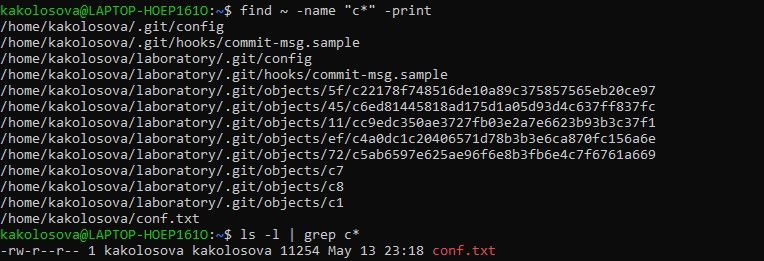 kakolosova@LAPTOP-HOEP161O:~$ find ~ -name "c*" -print
/home/kakolosova/.git/config
/home/kakolosova/.git/hooks/commit-msg.sample
/home/kakolosova/laboratory/.git/config
/home/kakolosova/laboratory/.git/hooks/commit-msg.sample
/home/kakolosova/laboratory/.git/objects/5f/c22178f748516de10a89c375857565eb20ce97
/home/kakolosova/laboratory/.git/objects/45/c6ed81445818ad175d1a05d93d4c637ff837fc
/home/kakolosova/laboratory/.git/objects/11/cc9edc350ae3727fb03e2a7e6623b93b3c37f1
/home/kakolosova/laboratory/.git/objects/ef/c4a0dc1c20406571d78b3b3e6ca870fc156a6e
/home/kakolosova/laboratory/.git/objects/72/c5ab6597e625ae96f6e8b3fb6e4c7f6761a669
/home/kakolosova/laboratory/.git/objects/c7
/home/kakolosova/laboratory/.git/objects/c8
/home/kakolosova/laboratory/.git/objects/c1
/home/kakolosova/conf.txt
kakolosova@LAPTOP-HOEP161O:~$ ls -l | grep c*
-rw-r--r-- 1 kakolosova kakolosova 11254 May 13 23:18 conf.txt